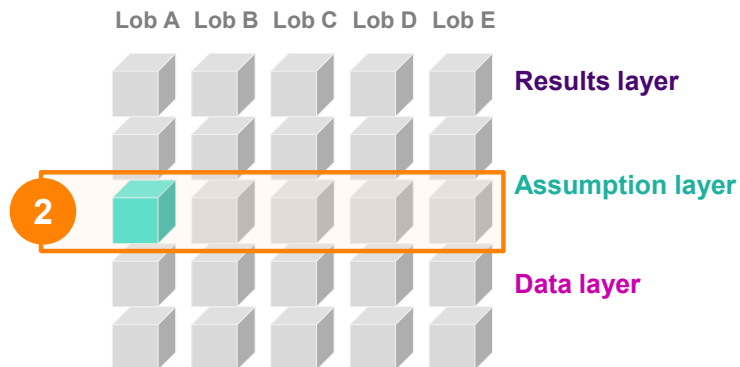 Lob A Lob B Lob C Lob D Lob E
Results layer
Assumption layer
2
Data layer